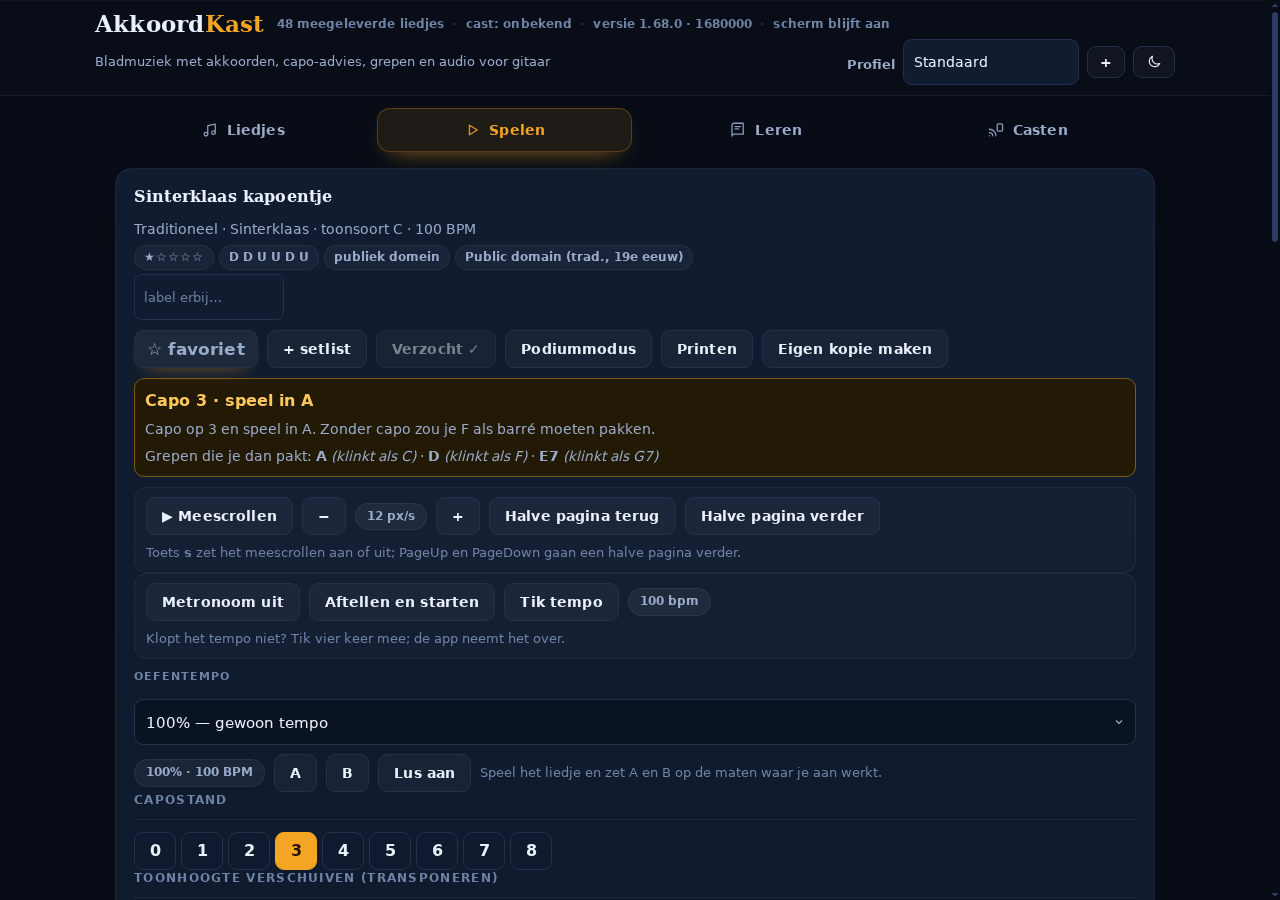 AkkoordKast 48 meegeleverde liedjes · cast: onbekend · versie 1.68.0 · 1680000 · scherm blijft aan
Bladmuziek met akkoorden, capo-advies, grepen en audio voor gitaar
Profiel Standaard +
Liedjes Spelen Leren Casten
Sinterklaas kapoentje
Traditioneel · Sinterklaas · toonsoort C · 100 BPM
★☆☆☆☆ D D U U D U publiek domein Public domain (trad., 19e eeuw)
label erbij...
☆ favoriet + setlist Verzocht ✓ Podiummodus Printen Eigen kopie maken
Capo 3 · speel in A
Capo op 3 en speel in A. Zonder capo zou je F als barré moeten pakken.
Grepen die je dan pakt: A (klinkt als C) · D (klinkt als F) · E7 (klinkt als G7)
▶ Meescrollen − 12 px/s + Halve pagina terug Halve pagina verder
Toets s zet het meescrollen aan of uit; PageUp en PageDown gaan een halve pagina verder.
Metronoom uit Aftellen en starten Tik tempo 100 bpm
Klopt het tempo niet? Tik vier keer mee; de app neemt het over.
OEFENTEMPO
100% — gewoon tempo
100% · 100 BPM A B Lus aan Speel het liedje en zet A en B op de maten waar je aan werkt.
CAPOSTAND
0 1 2 3 4 5 6 7 8
TOONHOOGTE VERSCHUIVEN (TRANSPONEREN)